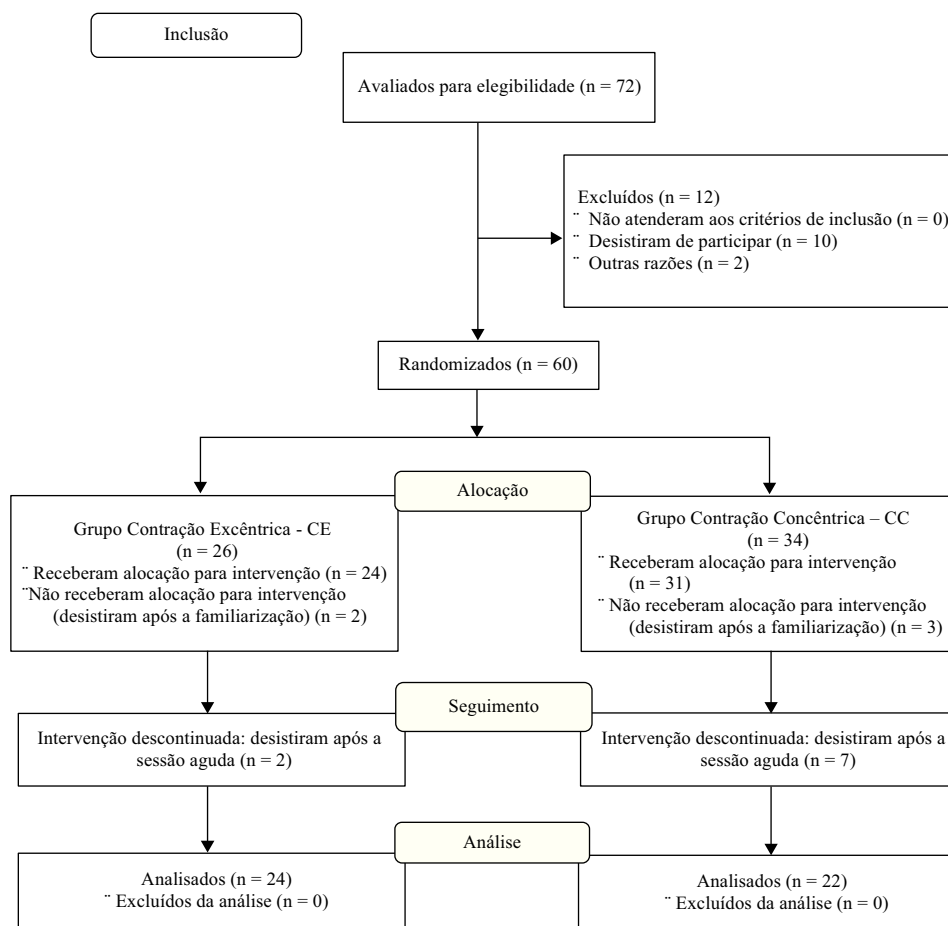 Inclusão
Avaliados para elegibilidade (n = 72)
Excluídos (n = 12)
¨ Não atenderam aos critérios de inclusão (n = 0)
¨ Desistiram de participar (n = 10)
¨ Outras razões (n = 2)
Randomizados (n = 60)
Alocação
Grupo Contração Excêntrica - CE
(n = 26)
¨ Receberam alocação para intervenção (n = 24)
¨Não receberam alocação para intervenção
(desistiram após a familiarização) (n = 2)
Grupo Contração Concêntrica – CC
(n = 34)
¨ Receberam alocação para intervenção
(n = 31)
¨ Não receberam alocação para intervenção
(desistiram após a familiarização) (n = 3)
Seguimento
Intervenção descontinuada: desistiram após a
sessão aguda (n = 2)
Intervenção descontinuada: desistiram após a
sessão aguda (n = 7)
Análise
Analisados (n = 24)
¨ Excluídos da análise (n = 0)
Analisados (n = 22)
¨ Excluídos da análise (n = 0)